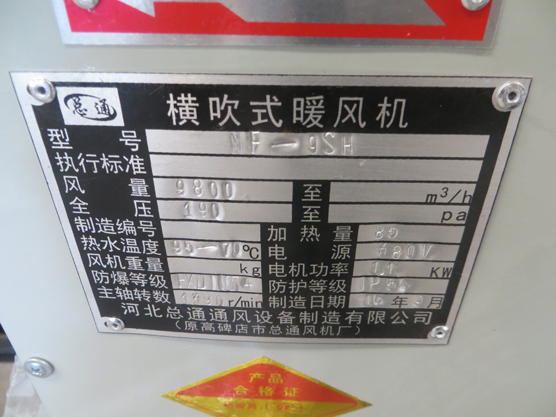 总通
横吹式暖风机
型号 NF-9SH
执行标准
风量 9800 至 m³/h
全压 190 至 pa
制造编号 加热量 85
热水温度 95-70℃ 电源 380V
风机重量 kg 电机功率 1.1 KW
防爆等级 防护等级
主轴转数 r/min 制造日期 年 月
河北总通通风设备制造有限公司
(原高碑店市总通风机厂)
产品
合格证